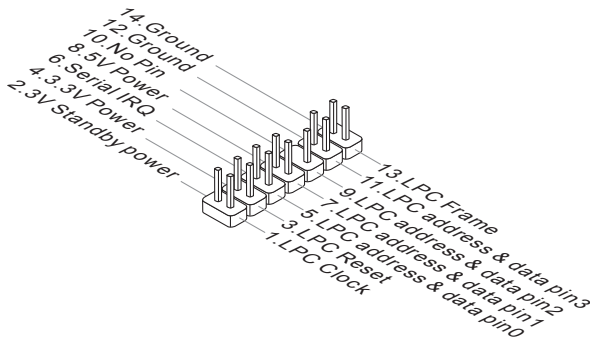 14.Ground
12.Ground
10.No Pin
8.5V Power
6.Serial IRQ
4.3.3V Power
2.3V Standby power
13.LPC Frame
11.LPC address & data pin3
9.LPC address & data pin2
7.LPC address & data pin1
5.LPC address & data pin0
3.LPC Reset
1.LPC Clock